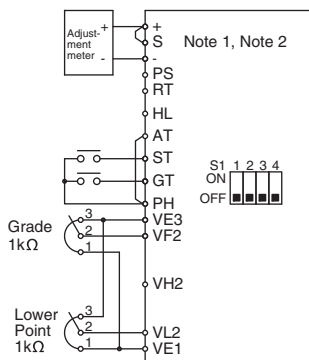 Adjust-
ment
meter
+
-
+
S
-
PS
RT
HL
AT
ST
GT
PH
VE3
VF2
VH2
VL2
VE1
Note 1, Note 2
S1 1 2 3 4
ON
OFF
Grade
1kΩ
3
2
1
Lower
Point
1kΩ
3
2
1